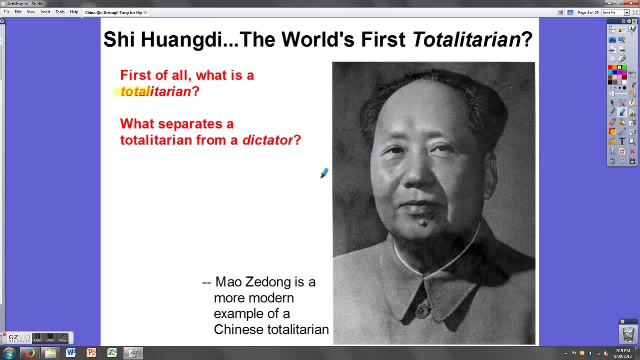 Shi Huangdi...The World's First Totalitarian?
First of all, what is a
totalitarian?
What separates a
totalitarian from a dictator?
-- Mao Zedong is a
more modern
example of a
Chinese totalitarian